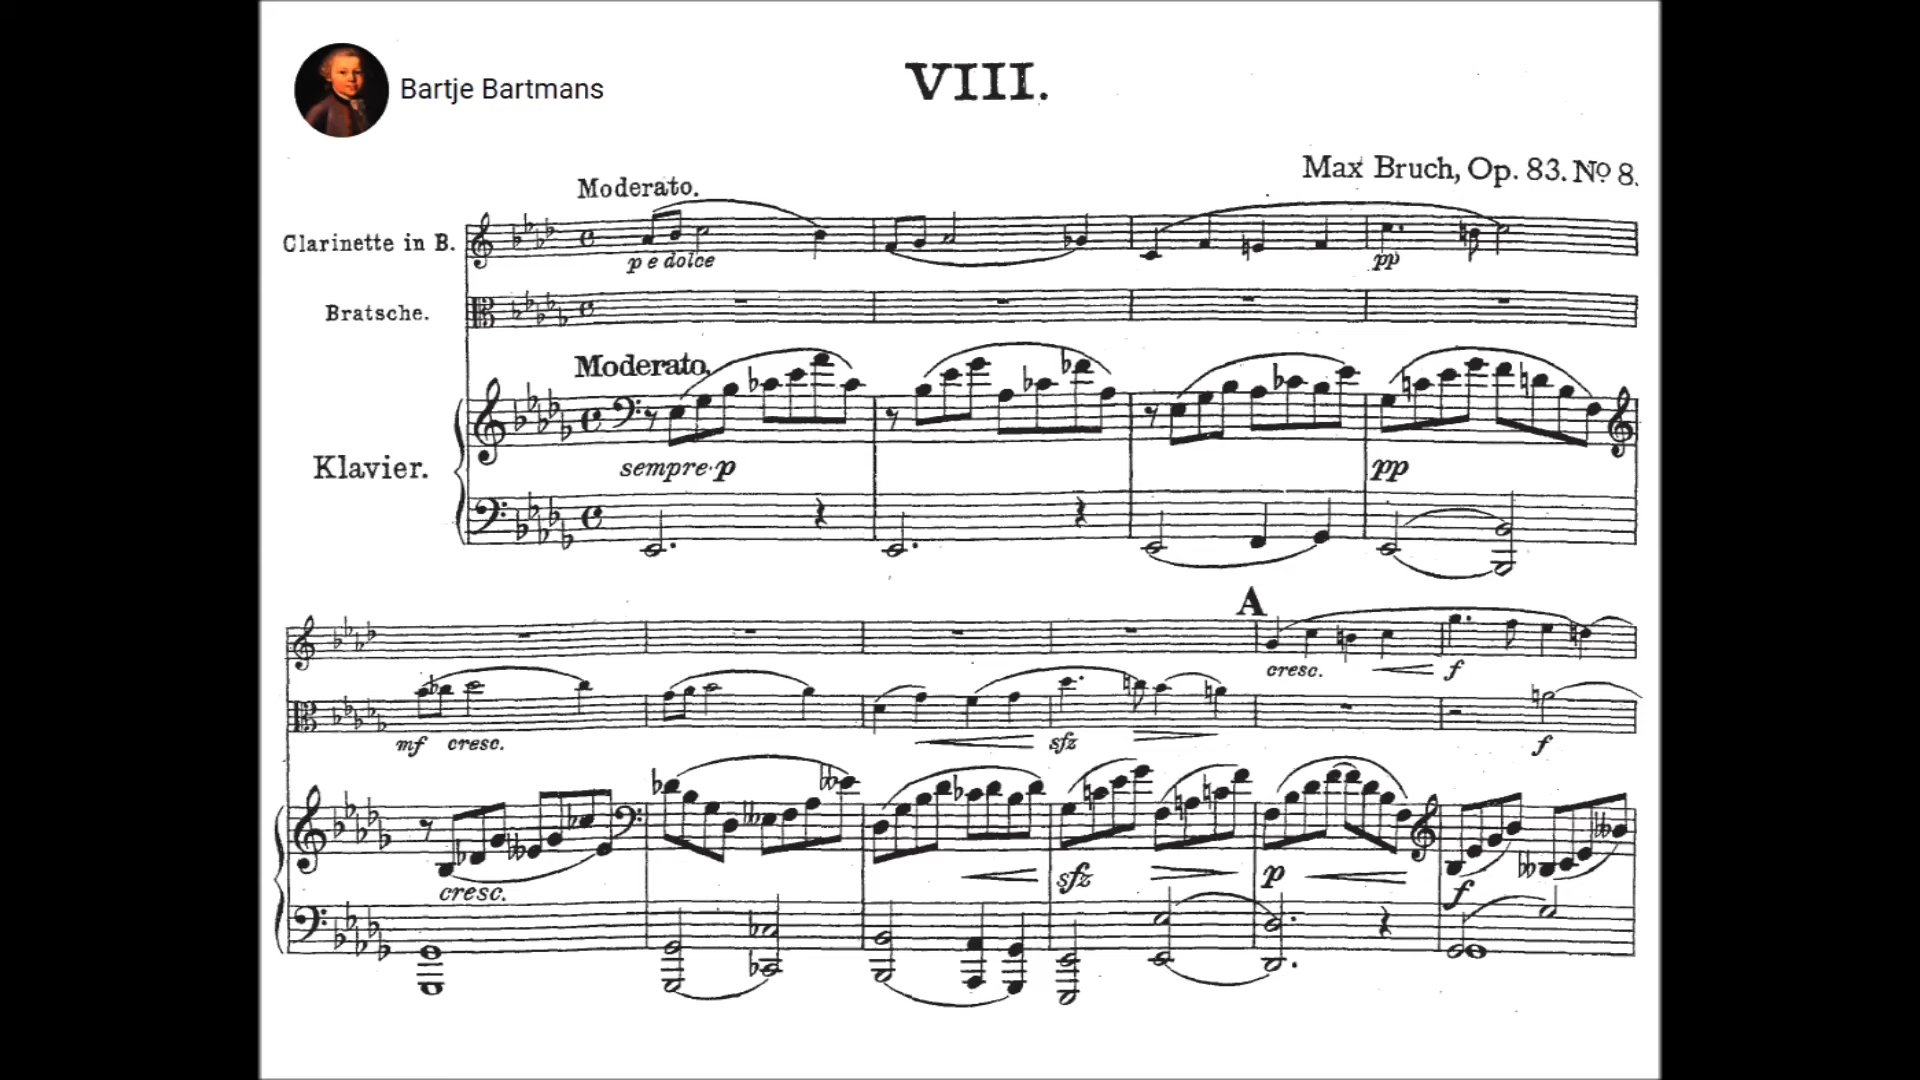 Bartje Bartmans
VIII.
Max Bruch, Op. 83. No 8.
Moderato.
Clarinette in B.
p e dolce
pp
Bratsche.
Moderato.
Klavier.
sempre p
pp
A
cresc.
f
mf cresc.
sfz
f
cresc.
sfz
p
f